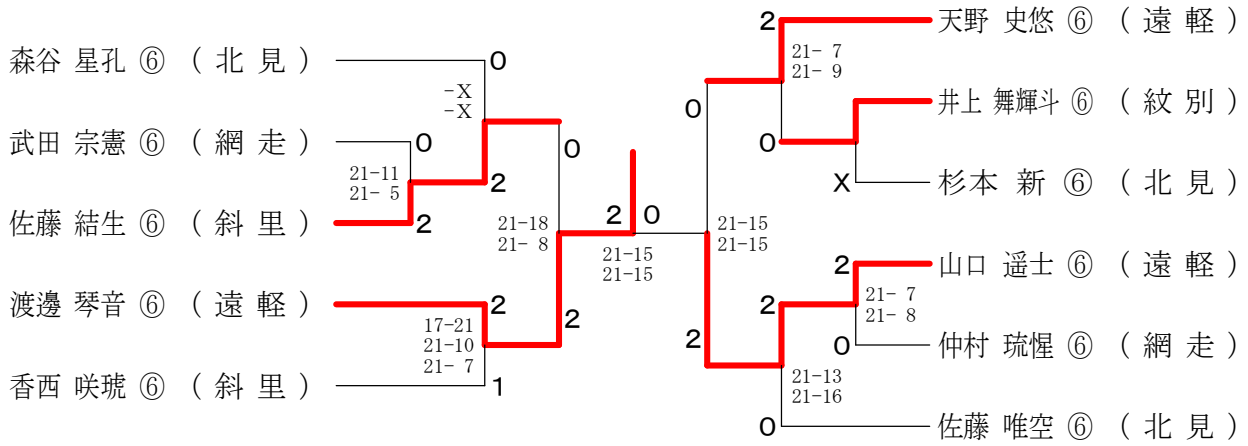 森谷 星孔 ⑥ ( 北 見 )
0
-X
-X
武田 宗憲 ⑥ ( 網 走 )
0
21-11
21- 5
2
佐藤 結生 ⑥ ( 斜 里 )
2
0
21-18
21- 8
渡邊 琴音 ⑥ ( 遠 軽 )
2
17-21
21-10
21- 7
2
香西 咲琥 ⑥ ( 斜 里 )
1
2 0
21-15
21-15
2
天野 史悠 ⑥ ( 遠 軽 )
21- 7
21- 9
0
井上 舞輝斗 ⑥ ( 紋 別 )
0
X
杉本 新 ⑥ ( 北 見 )
21-15
21-15
2
山口 遥士 ⑥ ( 遠 軽 )
21- 7
21- 8
2
2
0
仲村 琉惺 ⑥ ( 網 走 )
21-13
21-16
0
佐藤 唯空 ⑥ ( 北 見 )